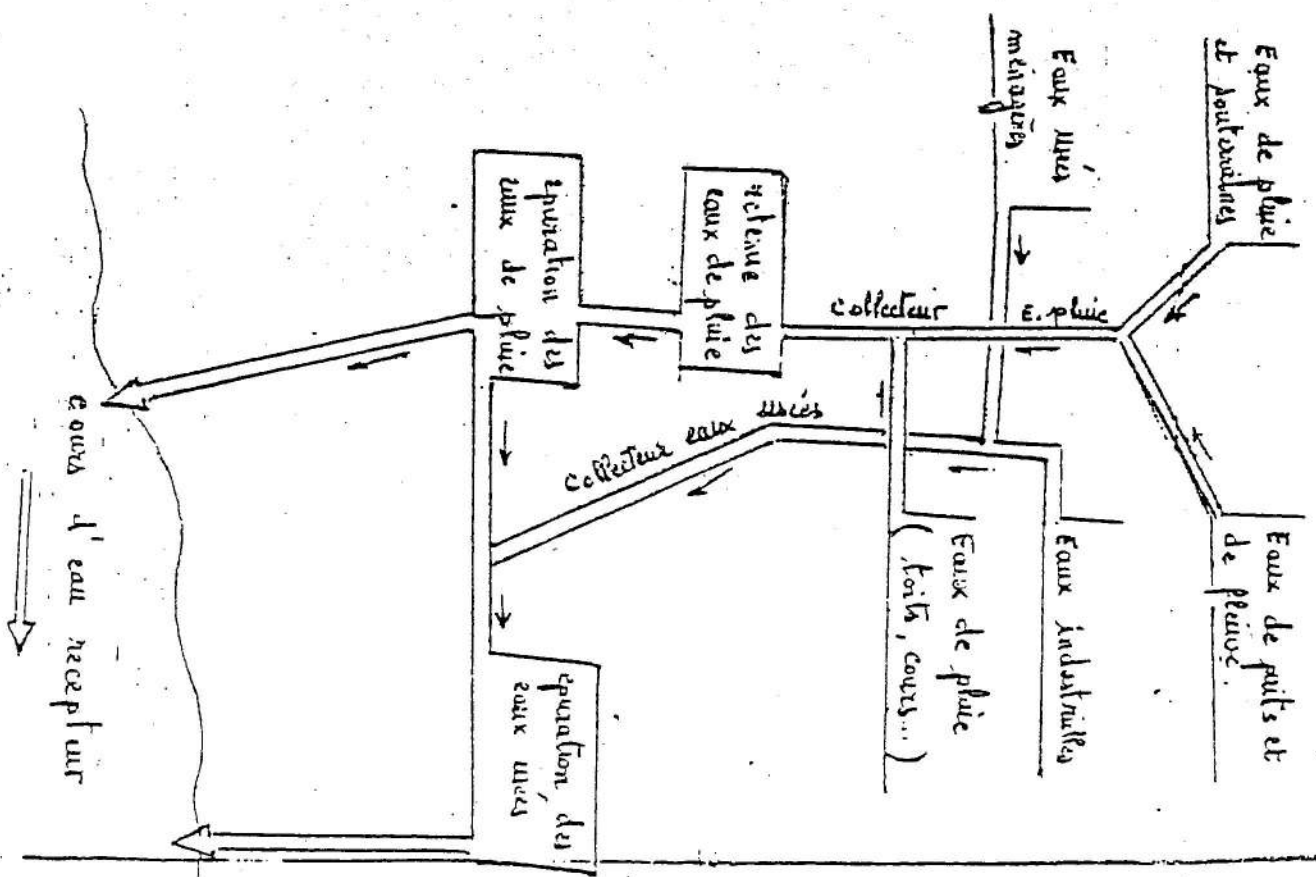 Eaux de pluie
et souterraines
Eaux de puits et
de fleuve.
Eaux usées
ménagères
E. pluie
Eaux industrielles
Eaux de pluie
(toits, cours...)
Collecteur
retenue des
eaux de pluie
Collecteur eaux usées
épuration des
eaux de pluie
épuration des
eaux usées
cours d'eau recepteur